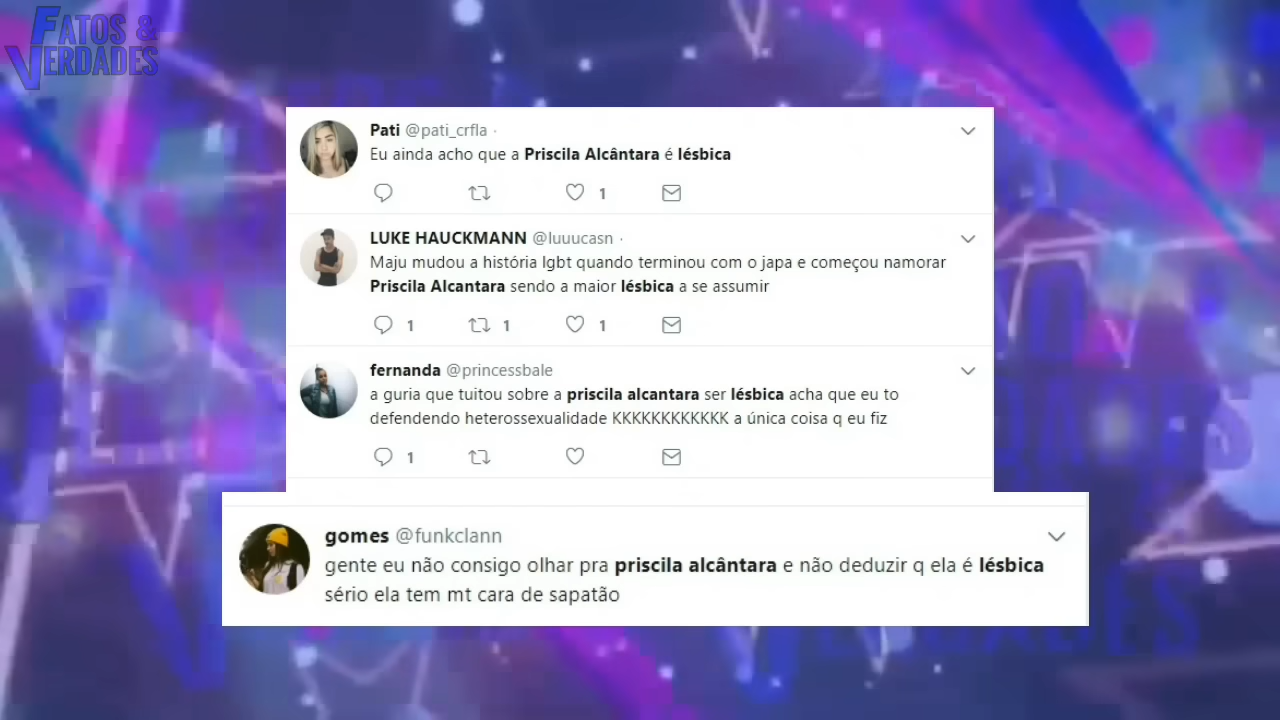 FATOS &
VERDADES
Pati @pati_crfla ·
Eu ainda acho que a Priscila Alcântara é lésbica
1
LUKE HAUCKMANN @luuucasn ·
Maju mudou a história lgbt quando terminou com o japa e começou namorar
Priscila Alcantara sendo a maior lésbica a se assumir
1 1 1
fernanda @princessbale
a guria que tuitou sobre a priscila alcantara ser lésbica acha que eu to
defendendo heterossexualidade KKKKKKKKKKKK a única coisa q eu fiz
1
gomes @funkclann
gente eu não consigo olhar pra priscila alcântara e não deduzir q ela é lésbica
sério ela tem mt cara de sapatão